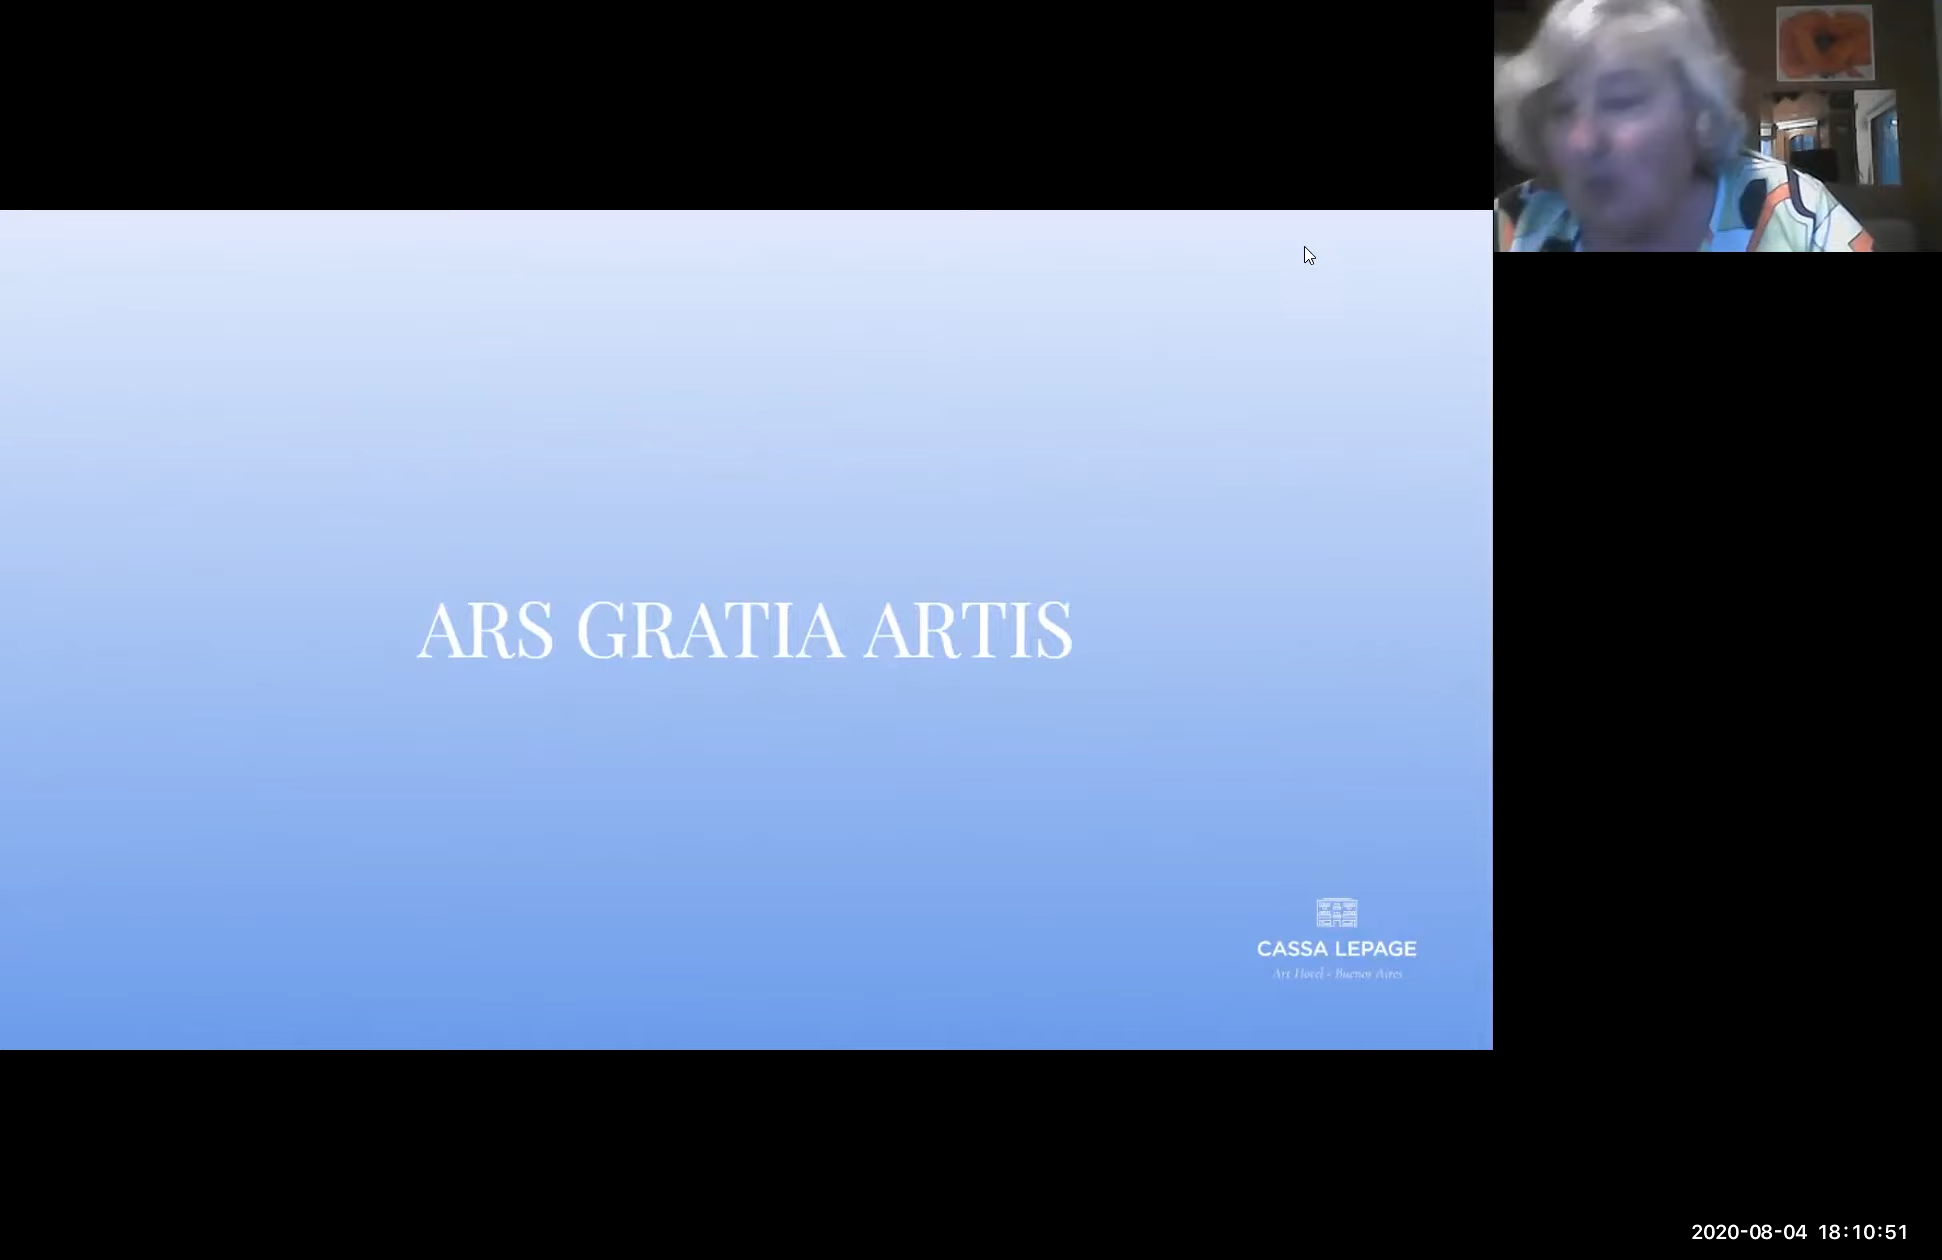 ARS GRATIA ARTIS
CASSA LEPAGE
Art Hotel - Buenos Aires
2020-08-04 18:10:51